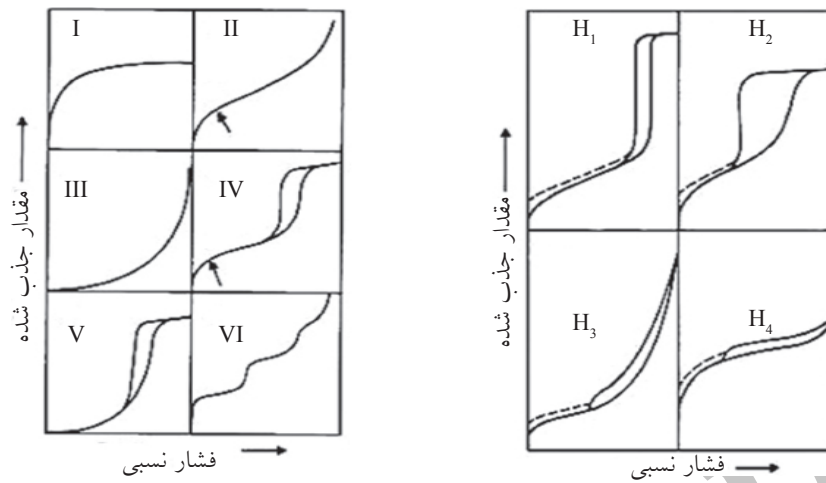 I
II
III
IV
V
VI
مقدار جذب شده
فشار نسبی
H₁
H₂
H₃
H₄
مقدار جذب شده
فشار نسبی